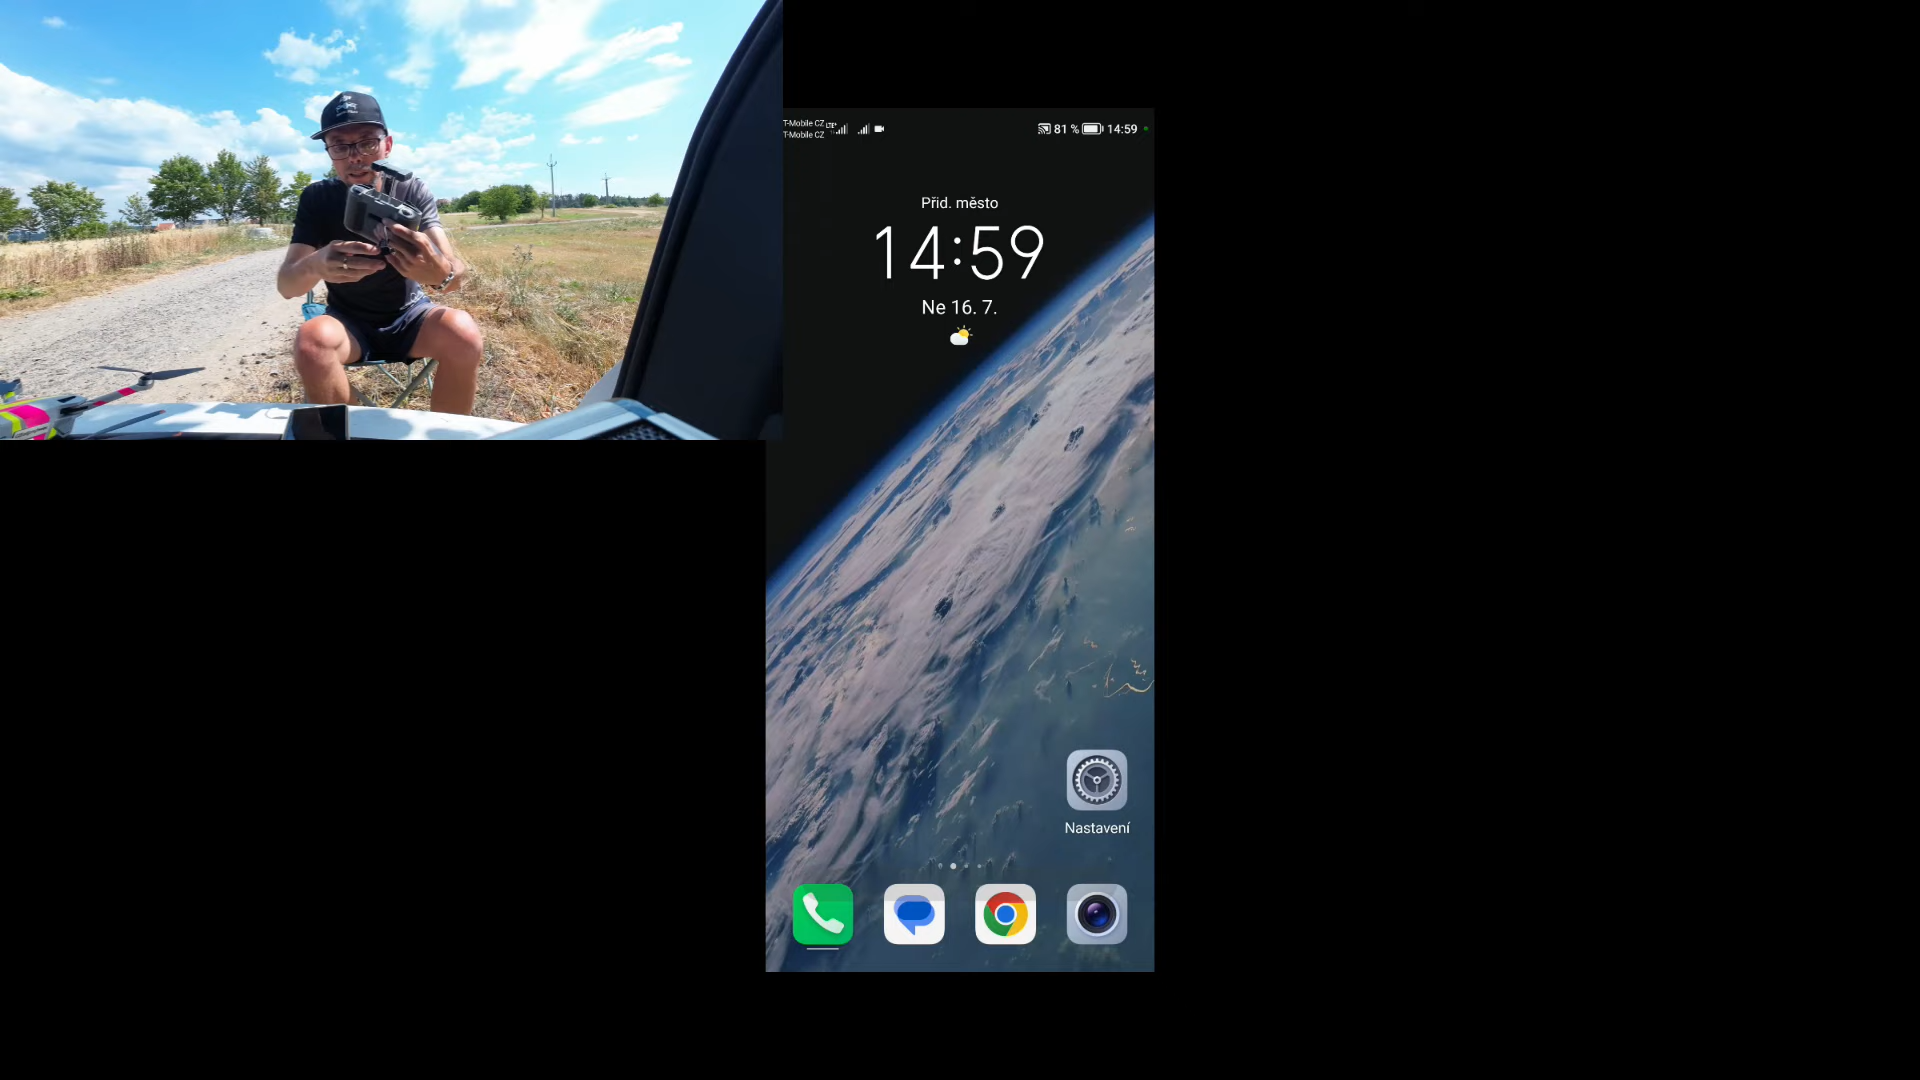 T-Mobile CZ
T-Mobile CZ
81 %
14:59
Přid. město
14:59
Ne 16. 7.
Nastavení